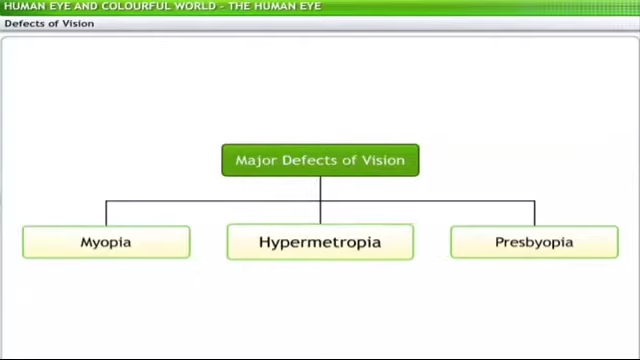 HUMAN EYE AND COLOURFUL WORLD - THE HUMAN EYE
Defects of Vision
Major Defects of Vision
Myopia
Hypermetropia
Presbyopia